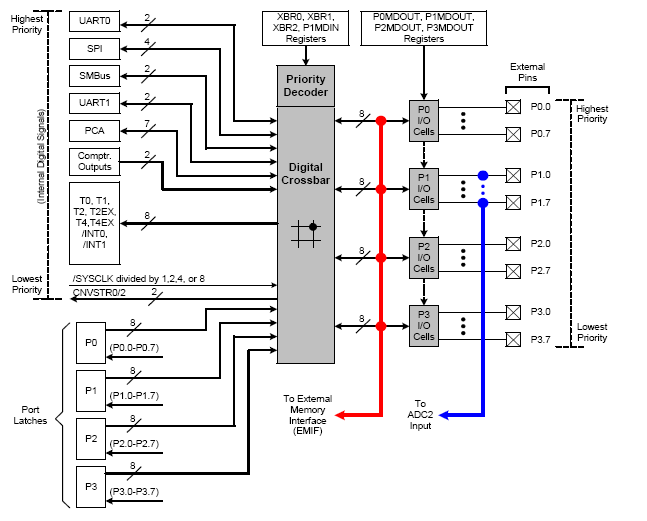 Highest
Priority
(Internal Digital Signals)
Lowest
Priority
UART0
2
SPI
4
SMBus
2
UART1
2
PCA
7
Comptr.
Outputs
2
T0, T1,
T2, T2EX,
T4,T4EX
/INT0,
/INT1
8
/SYSCLK divided by 1,2,4, or 8
CNVSTR0/2
2
Port
Latches
P0
8
(P0.0-P0.7)
P1
8
(P1.0-P1.7)
P2
8
(P2.0-P2.7)
P3
8
(P3.0-P3.7)
XBR0, XBR1,
XBR2, P1MDIN
Registers
Priority
Decoder
Digital
Crossbar
P0MDOUT, P1MDOUT,
P2MDOUT, P3MDOUT
Registers
8
8
8
8
P0
I/O
Cells
P1
I/O
Cells
P2
I/O
Cells
P3
I/O
Cells
External
Pins
P0.0
P0.7
P1.0
P1.7
P2.0
P2.7
P3.0
P3.7
Highest
Priority
Lowest
Priority
To External
Memory
Interface
(EMIF)
To
ADC2
Input